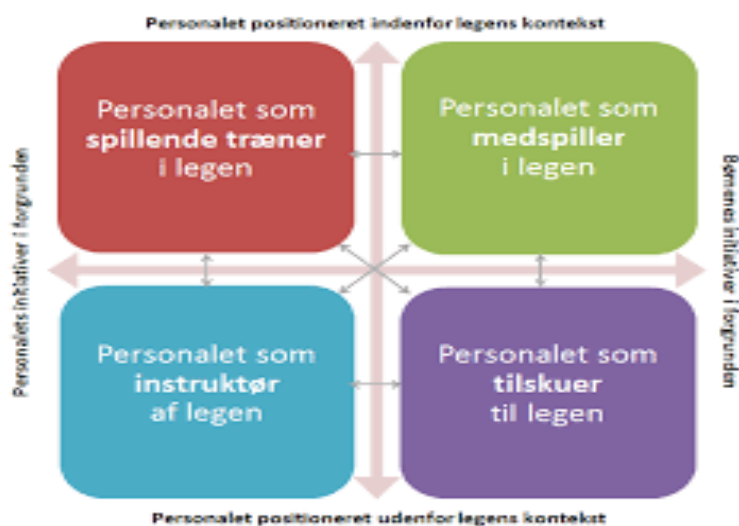 Personalet positioneret indenfor legens kontekst
Personalet som
spillende træner
i legen
Personalet som
medspiller
i legen
Personalets initiativer i forgrunden
Børnenes initiativer i forgrunden
Personalet som
instruktør
af legen
Personalet som
tilskuer
til legen
Personalet positioneret udenfor legens kontekst